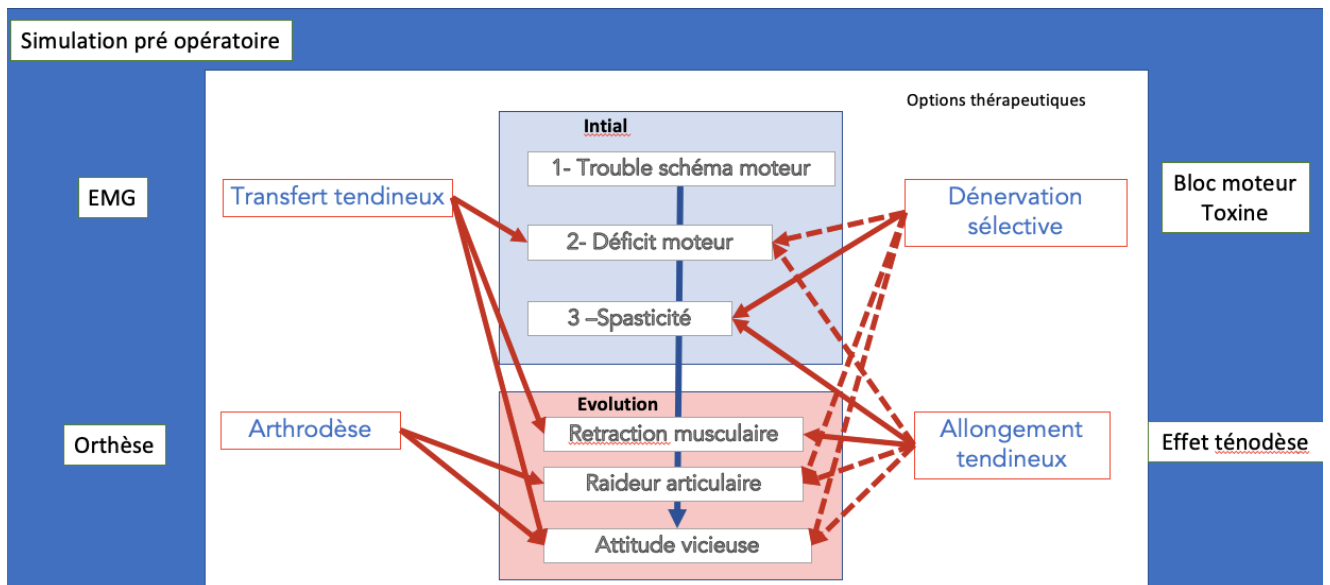 Simulation pré opératoire
Options thérapeutiques
Intial
1- Trouble schéma moteur
EMG
Transfert tendineux
Dénervation
sélective
Bloc moteur
Toxine
2- Déficit moteur
3 –Spasticité
Evolution
Orthèse
Arthrodèse
Retraction musculaire
Allongement
tendineux
Effet ténodèse
Raideur articulaire
Attitude vicieuse